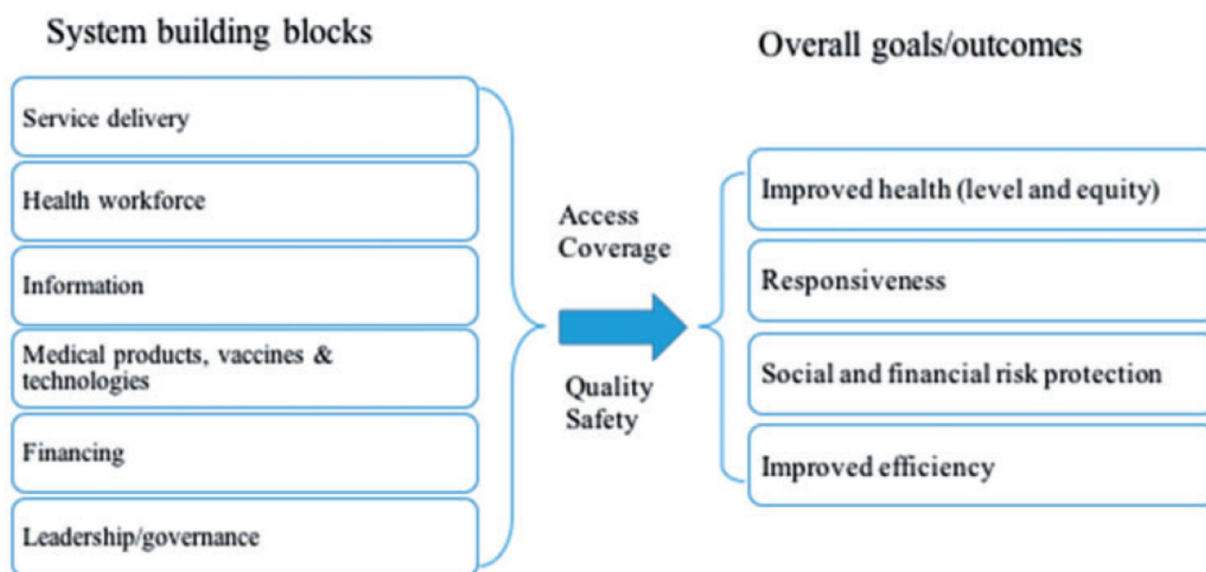 System building blocks
Service delivery
Health workforce
Information
Medical products, vaccines &
technologies
Financing
Leadership/governance
Access
Coverage
Quality
Safety
Overall goals/outcomes
Improved health (level and equity)
Responsiveness
Social and financial risk protection
Improved efficiency